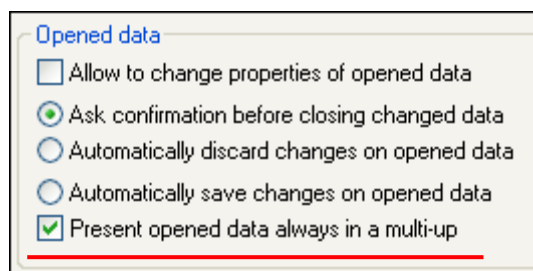 Opened data
Allow to change properties of opened data
Ask confirmation before closing changed data
Automatically discard changes on opened data
Automatically save changes on opened data
Present opened data always in a multi-up